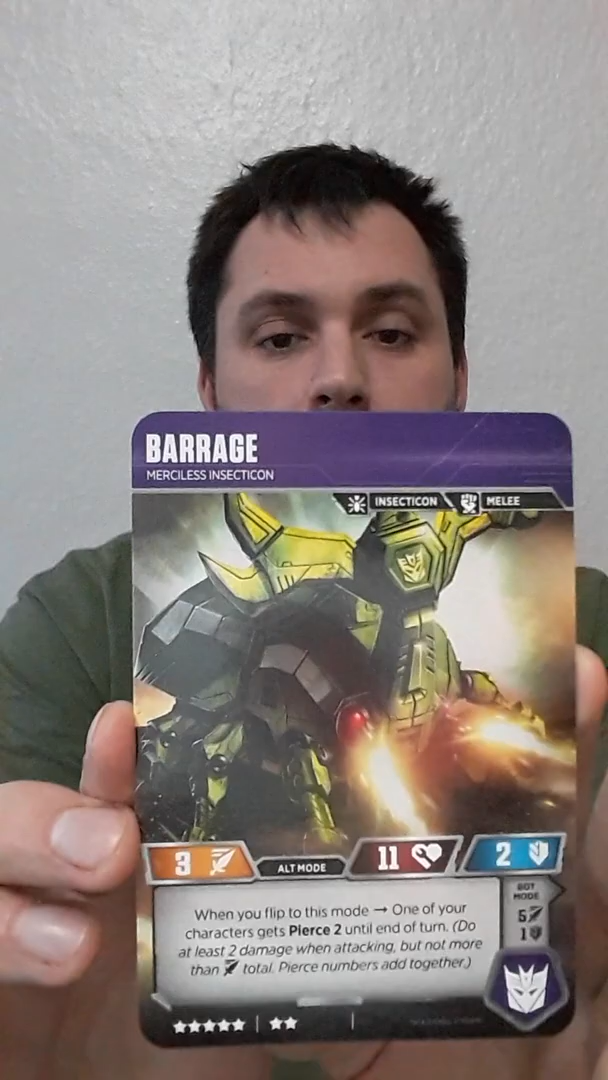 BARRAGE
MERCILESS INSECTICON
INSECTICON MELEE
3 ALT MODE 11 2
BOT
MODE
5
1
When you flip to this mode → One of your
characters gets Pierce 2 until end of turn. (Do
at least 2 damage when attacking, but not more
than total. Pierce numbers add together.)
★★★★★ | ★★ |